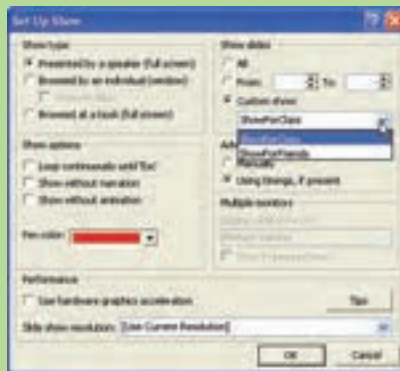 Set Up Show
Show type
Presented by a speaker (full screen)
Browsed by an individual (window)
Browsed at a kiosk (full screen)
Show options
Loop continuously until 'Esc'
Show without narration
Show without animation
Pen color:
Show slides
All
From: To:
Custom show:
ShowForClass
ShowForClass
ShowForFriends
Manually
Using timings, if present
Multiple monitors
Performance
Use hardware graphics acceleration
Tips
Slide show resolution: [Use Current Resolution]
OK Cancel